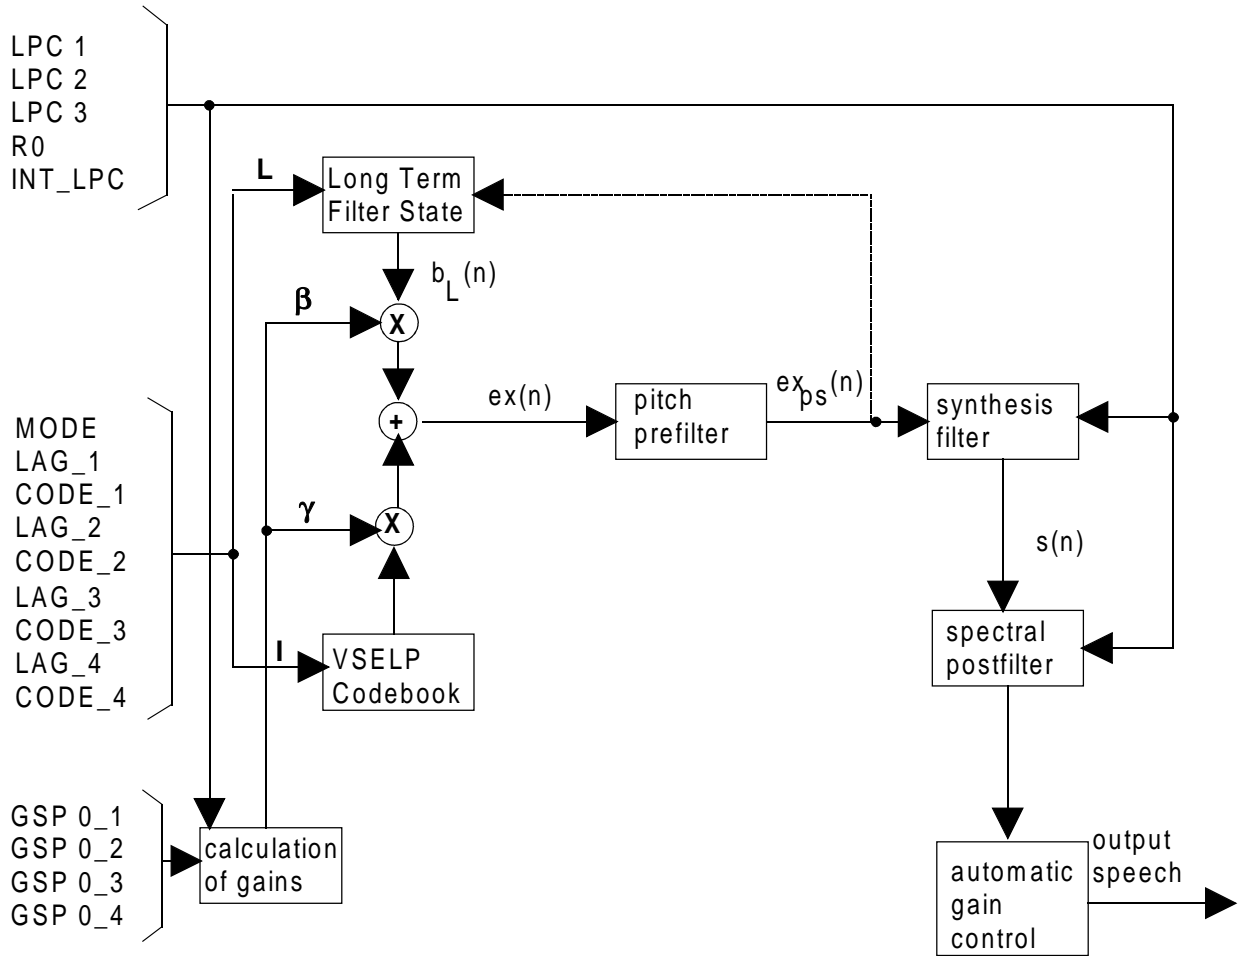 LPC 1
LPC 2
LPC 3
R0
INT_LPC
L
Long Term
Filter State
b_L(n)
β
X
MODE
LAG_1
CODE_1
LAG_2
CODE_2
LAG_3
CODE_3
LAG_4
CODE_4
+
ex(n)
pitch
prefilter
ex_ps(n)
synthesis
filter
γ
X
s(n)
I
VSELP
Codebook
spectral
postfilter
GSP 0_1
GSP 0_2
GSP 0_3
GSP 0_4
calculation
of gains
automatic
gain
control
output
speech